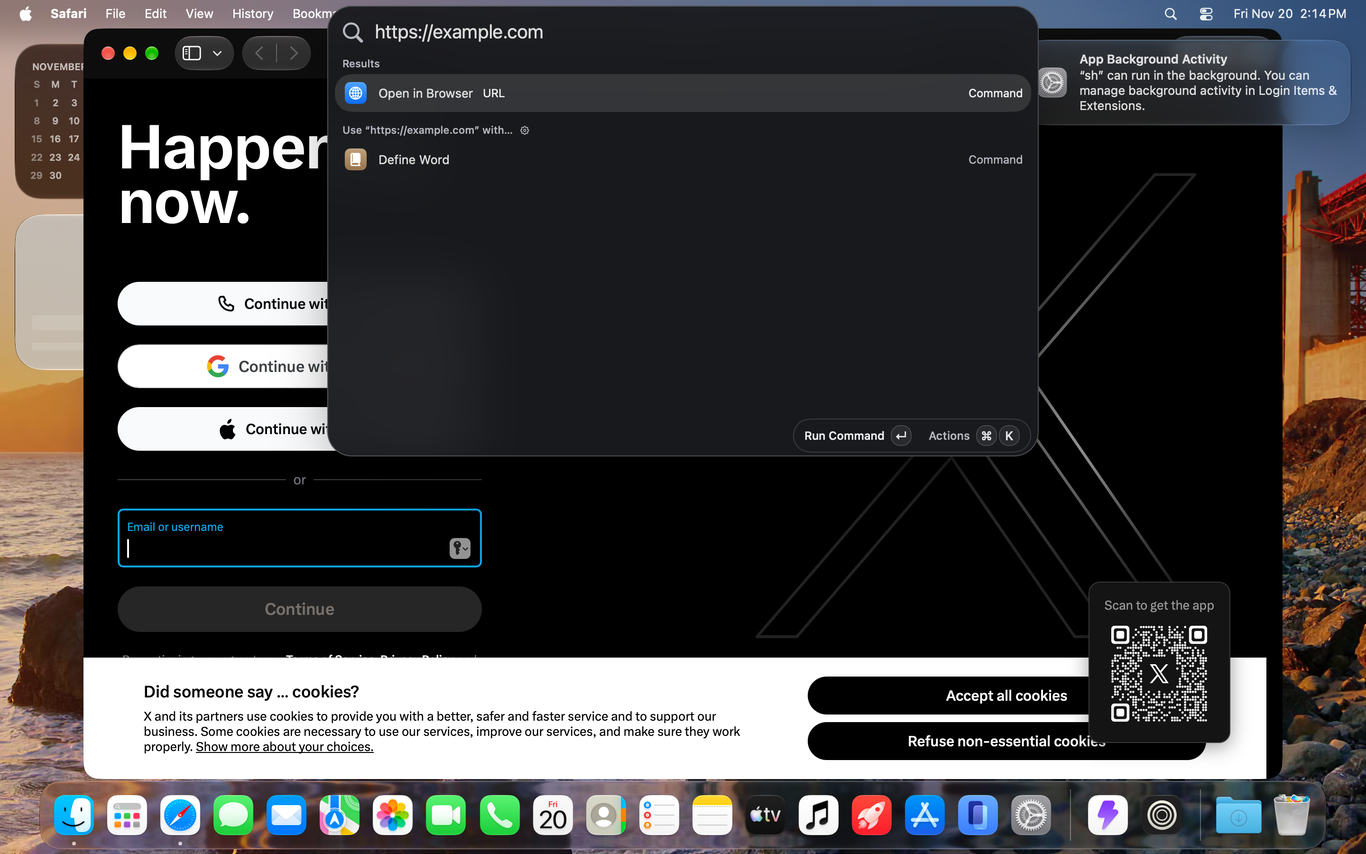 Safari File Edit View History Bookm
Fri Nov 20 2:14 PM
https://example.com
Results
Open in Browser URL Command
Use "https://example.com" with...
Define Word Command
Run Command
Actions ⌘ K
App Background Activity
"sh" can run in the background. You can
manage background activity in Login Items &
Extensions.
NOVEMBER
S M T
1 2 3
8 9 10
15 16 17
22 23 24
29 30
Happen
now.
Continue wit
Continue wit
Continue wit
or
Email or username
Continue
Scan to get the app
Did someone say … cookies?
X and its partners use cookies to provide you with a better, safer and faster service and to support our
business. Some cookies are necessary to use our services, improve our services, and make sure they work
properly. Show more about your choices.
Accept all cookies
Refuse non-essential cookies
Fri
20
tv